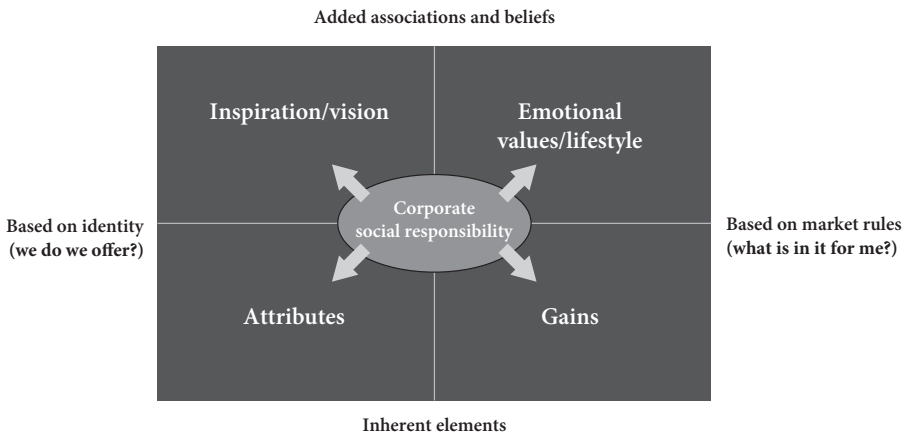 Added associations and beliefs
Inspiration/vision
Emotional
values/lifestyle
Corporate
social responsibility
Based on identity
(we do we offer?)
Based on market rules
(what is in it for me?)
Attributes
Gains
Inherent elements